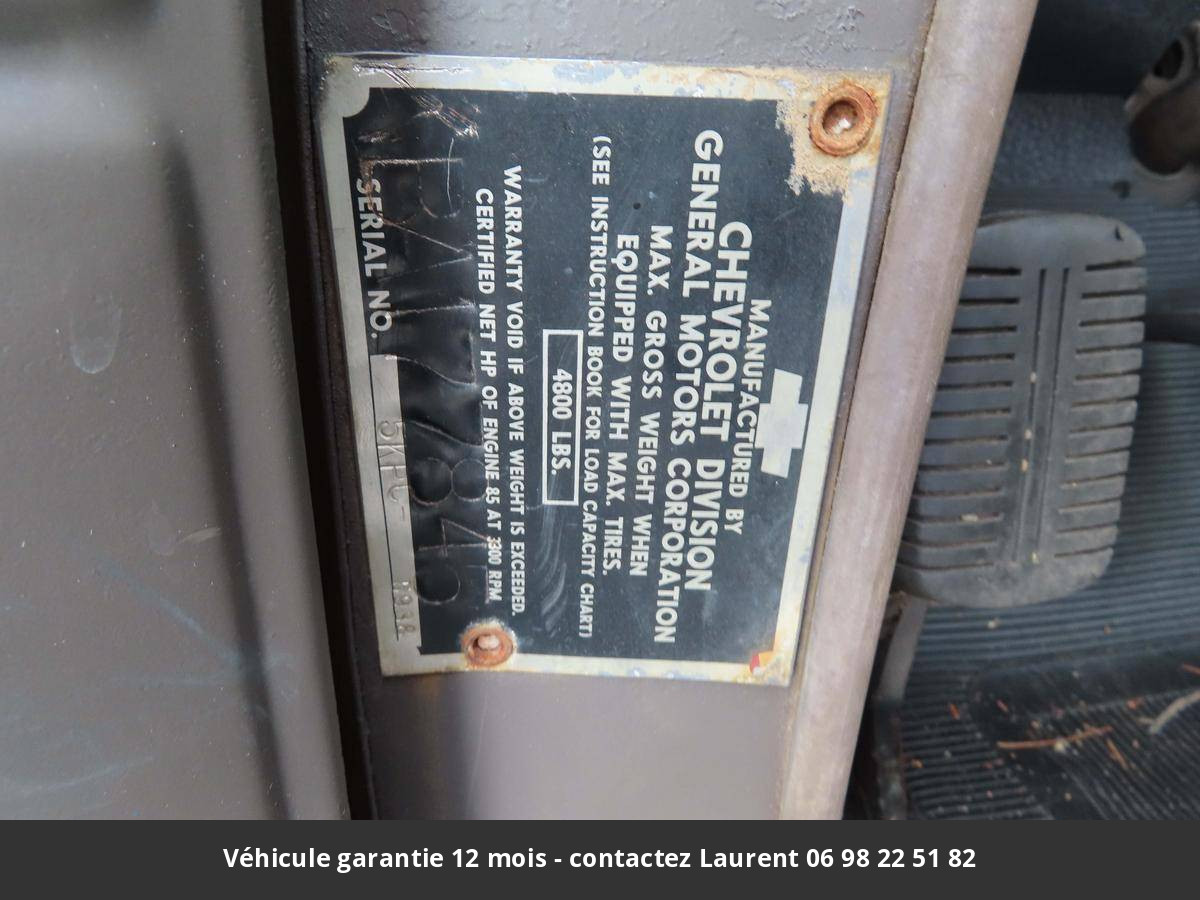 MANUFACTURED BY
CHEVROLET DIVISION
GENERAL MOTORS CORPORATION
MAX. GROSS WEIGHT WHEN
EQUIPPED WITH MAX. TIRES.
(SEE INSTRUCTION BOOK FOR LOAD CAPACITY CHART)
4800 LBS.
WARRANTY VOID IF ABOVE WEIGHT IS EXCEEDED.
CERTIFIED NET HP OF ENGINE 85 AT 3300 RPM
SERIAL NO.
Véhicule garantie 12 mois - contactez Laurent 06 98 22 51 82